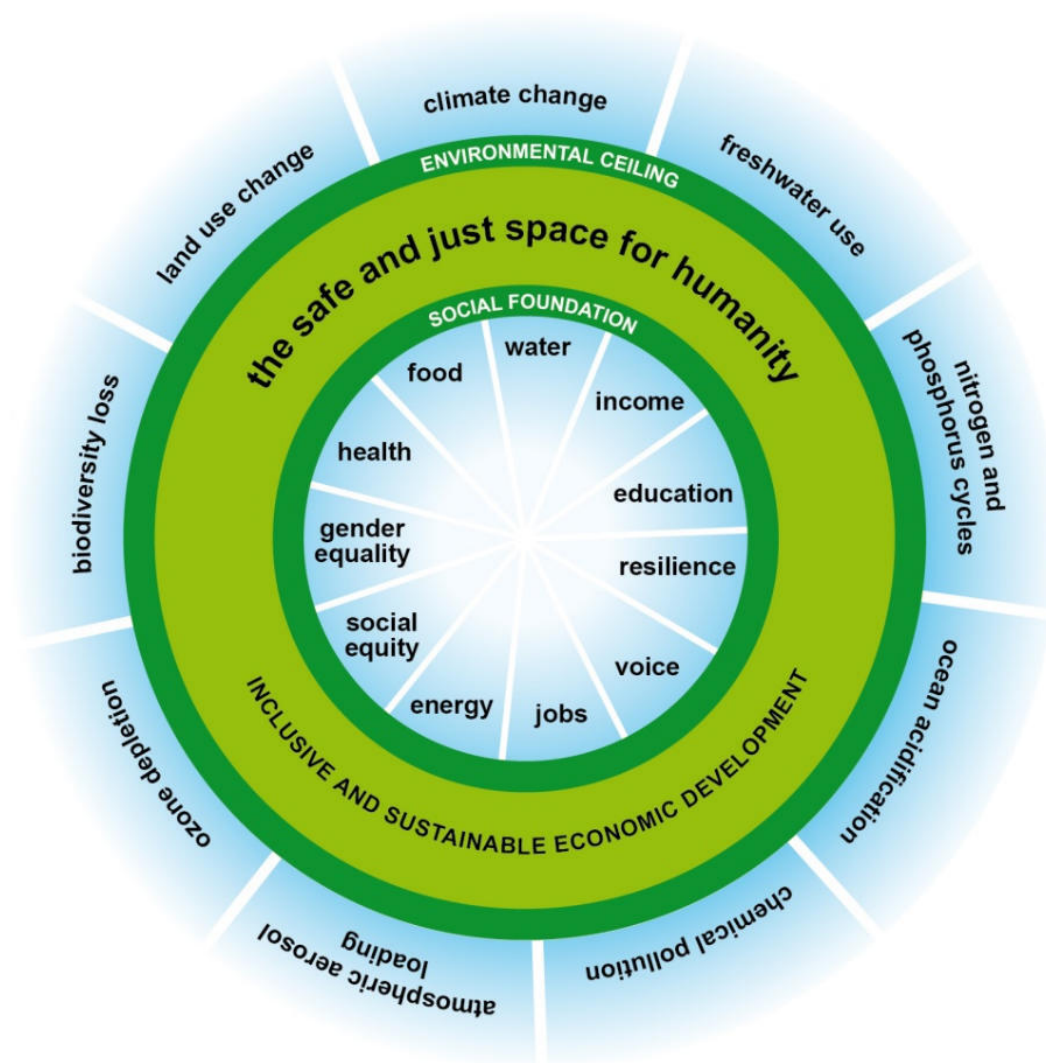 climate change
freshwater use
nitrogen and
phosphorus cycles
ocean acidification
chemical pollution
atmospheric aerosol
loading
ozone depletion
biodiversity loss
land use change
ENVIRONMENTAL CEILING
the safe and just space for humanity
SOCIAL FOUNDATION
water
income
education
resilience
voice
jobs
energy
social
equity
gender
equality
health
food
INCLUSIVE AND SUSTAINABLE ECONOMIC DEVELOPMENT